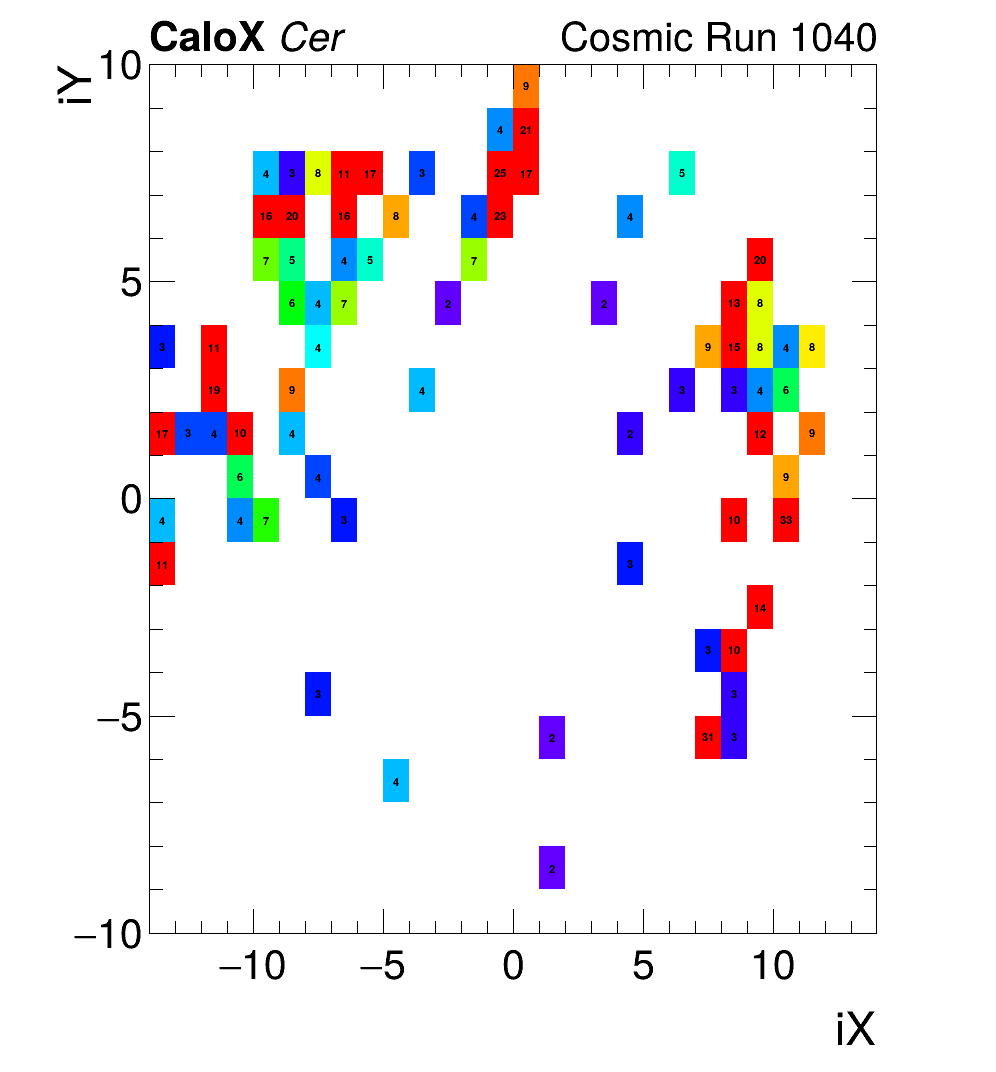 CaloX Cer Cosmic Run 1040
iY
10
9
4 21
4 3 8 11 17 3 25 17 5
16 20 16 8 4 23 4
7 5 4 5 7 20
5
6 4 7 2 2 13 8
3 11 4 9 15 8 4 8
19 9 4 3 3 4 6
17 3 4 10 4 2 12 9
6 4 9
0
4 4 7 3 10 33
11 3
14
3 10
3 3
−5
2 31 3
4
2
−10
−10 −5 0 5 10
iX